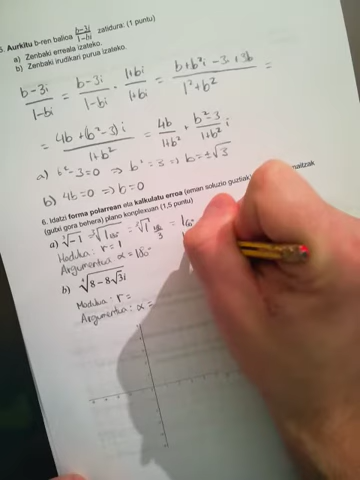 5. Aurkitu b-ren balioa (b-3i)/(1-bi) zatidura: (1 puntu)
a) Zenbaki erreala izateko.
b) Zenbaki irudikari purua izateko.
(b-3i)/(1-bi) = (b-3i)/(1-bi) · (1+bi)/(1+bi) = (b+b²i-3i+3b)/(1²+b²) =
= (4b+(b²-3)i)/(1+b²) = 4b/(1+b²) + (b²-3)/(1+b²) i
a) b²-3=0 ⇒ b²=3 ⇒ b=±√3
b) 4b=0 ⇒ b=0
6. Idatzi forma polarrean eta kalkulatu erroa (eman soluzio guztiak)
(gutxi gora behera) plano konplexuan (1,5 puntu)
a) ∛-1 = ∛1₁₈₀° = ∛1 180/3 = 1₆₀°
Modulua: r=1
Argumentua α=180°
b) √8-8√3i
Modulua: r=
Argumentua: α=